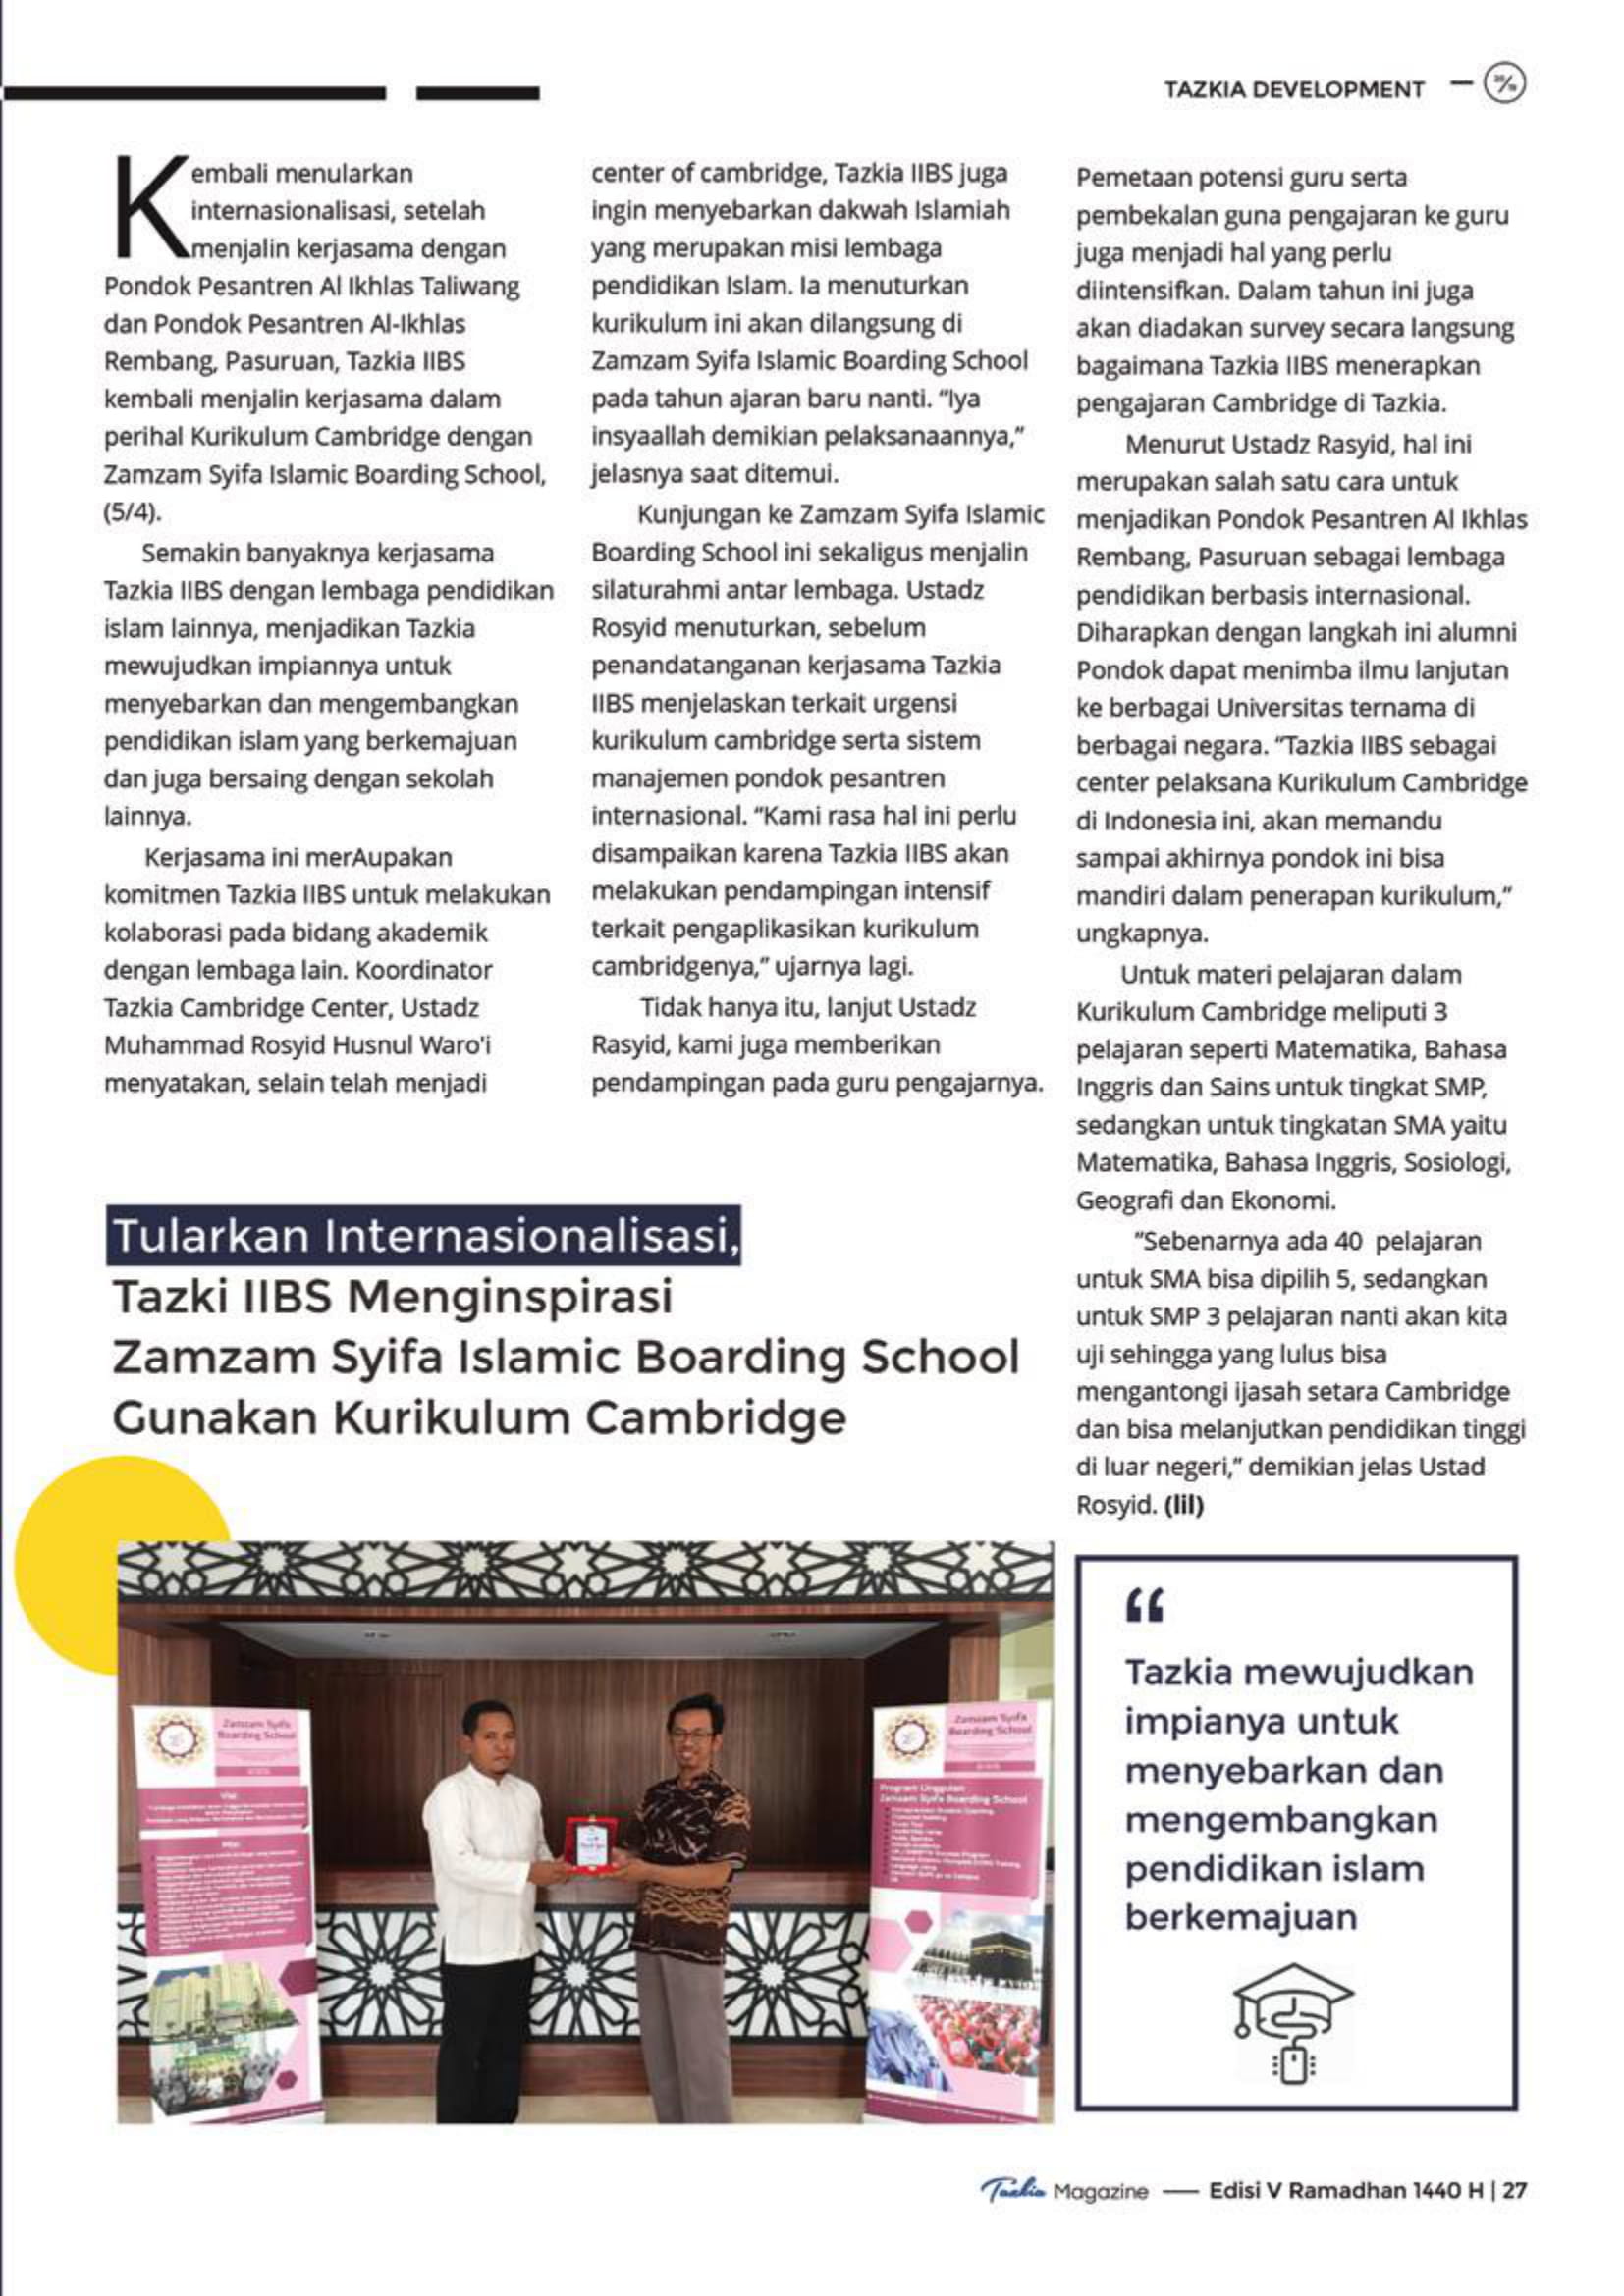 TAZKIA DEVELOPMENT
Kembali menularkan
internasionalisasi, setelah
menjalin kerjasama dengan
Pondok Pesantren Al Ikhlas Taliwang
dan Pondok Pesantren Al-Ikhlas
Rembang, Pasuruan, Tazkia IIBS
kembali menjalin kerjasama dalam
perihal Kurikulum Cambridge dengan
Zamzam Syifa Islamic Boarding School,
(5/4).
Semakin banyaknya kerjasama
Tazkia IIBS dengan lembaga pendidikan
islam lainnya, menjadikan Tazkia
mewujudkan impiannya untuk
menyebarkan dan mengembangkan
pendidikan islam yang berkemajuan
dan juga bersaing dengan sekolah
lainnya.
Kerjasama ini merAupakan
komitmen Tazkia IIBS untuk melakukan
kolaborasi pada bidang akademik
dengan lembaga lain. Koordinator
Tazkia Cambridge Center, Ustadz
Muhammad Rosyid Husnul Waro'i
menyatakan, selain telah menjadi
center of cambridge, Tazkia IIBS juga
ingin menyebarkan dakwah Islamiah
yang merupakan misi lembaga
pendidikan Islam. Ia menuturkan
kurikulum ini akan dilangsung di
Zamzam Syifa Islamic Boarding School
pada tahun ajaran baru nanti. “Iya
insyaallah demikian pelaksanaannya,”
jelasnya saat ditemui.
Kunjungan ke Zamzam Syifa Islamic
Boarding School ini sekaligus menjalin
silaturahmi antar lembaga. Ustadz
Rosyid menuturkan, sebelum
penandatanganan kerjasama Tazkia
IIBS menjelaskan terkait urgensi
kurikulum cambridge serta sistem
manajemen pondok pesantren
internasional. “Kami rasa hal ini perlu
disampaikan karena Tazkia IIBS akan
melakukan pendampingan intensif
terkait pengaplikasikan kurikulum
cambridgenya,” ujarnya lagi.
Tidak hanya itu, lanjut Ustadz
Rasyid, kami juga memberikan
pendampingan pada guru pengajarnya.
Pemetaan potensi guru serta
pembekalan guna pengajaran ke guru
juga menjadi hal yang perlu
diintensifkan. Dalam tahun ini juga
akan diadakan survey secara langsung
bagaimana Tazkia IIBS menerapkan
pengajaran Cambridge di Tazkia.
Menurut Ustadz Rasyid, hal ini
merupakan salah satu cara untuk
menjadikan Pondok Pesantren Al Ikhlas
Rembang, Pasuruan sebagai lembaga
pendidikan berbasis internasional.
Diharapkan dengan langkah ini alumni
Pondok dapat menimba ilmu lanjutan
ke berbagai Universitas ternama di
berbagai negara. “Tazkia IIBS sebagai
center pelaksana Kurikulum Cambridge
di Indonesia ini, akan memandu
sampai akhirnya pondok ini bisa
mandiri dalam penerapan kurikulum,”
ungkapnya.
Untuk materi pelajaran dalam
Kurikulum Cambridge meliputi 3
pelajaran seperti Matematika, Bahasa
Inggris dan Sains untuk tingkat SMP,
sedangkan untuk tingkatan SMA yaitu
Matematika, Bahasa Inggris, Sosiologi,
Geografi dan Ekonomi.
”Sebenarnya ada 40 pelajaran
untuk SMA bisa dipilih 5, sedangkan
untuk SMP 3 pelajaran nanti akan kita
uji sehingga yang lulus bisa
mengantongi ijasah setara Cambridge
dan bisa melanjutkan pendidikan tinggi
di luar negeri,” demikian jelas Ustad
Rosyid. (lil)
Tularkan Internasionalisasi,
Tazki IIBS Menginspirasi
Zamzam Syifa Islamic Boarding School
Gunakan Kurikulum Cambridge
Zamzam Syifa
Boarding School
Visi
Misi
Zamzam Syifa
Boarding School
Program Unggulan
Zamzam Syifa Boarding School
“
Tazkia mewujudkan
impianya untuk
menyebarkan dan
mengembangkan
pendidikan islam
berkemajuan
Tazkia Magazine — Edisi V Ramadhan 1440 H | 27